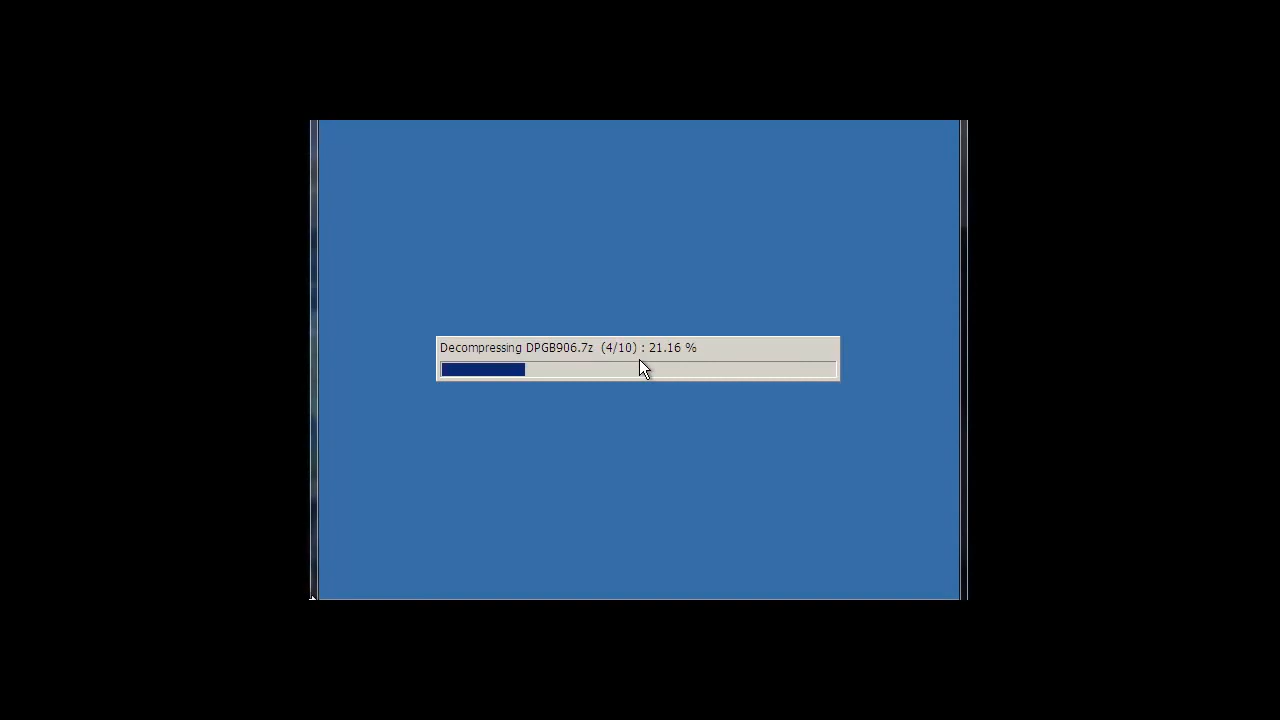 Decompressing DPGB906.7z (4/10) : 21.16 %